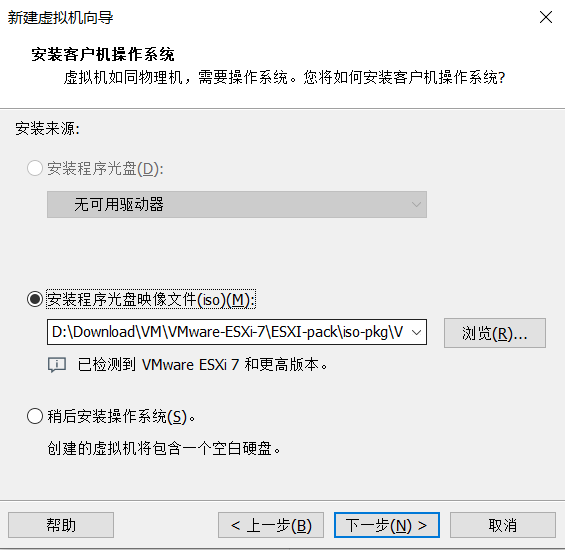 新建虚拟机向导
安装客户机操作系统
虚拟机如同物理机，需要操作系统。您将如何安装客户机操作系统?
安装来源:
安装程序光盘(D):
无可用驱动器
安装程序光盘映像文件(iso)(M):
D:\Download\VM\VMware-ESXi-7\ESXI-pack\iso-pkg\V
浏览(R)...
已检测到 VMware ESXi 7 和更高版本。
稍后安装操作系统(S)。
创建的虚拟机将包含一个空白硬盘。
帮助
< 上一步(B)
下一步(N) >
取消